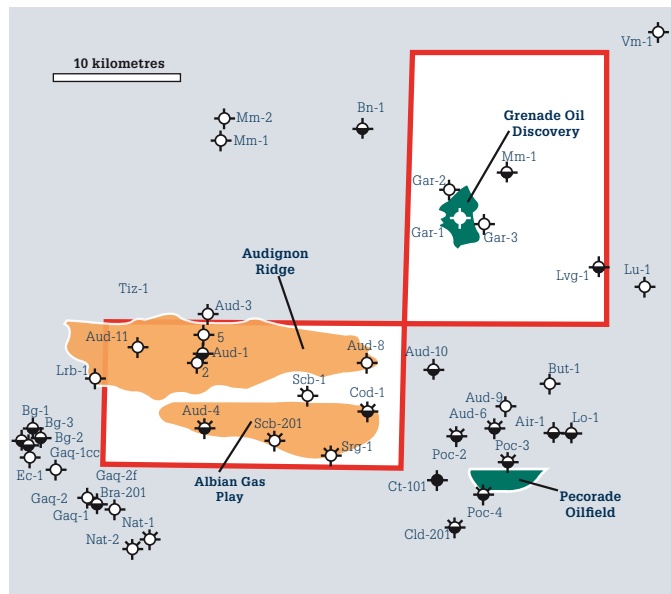 Vm-1
10 kilometres
Bn-1
Mm-2
Mm-1
Grenade Oil
Discovery
Mm-1
Gar-2
Gar-1
Gar-3
Audignon
Ridge
Lvg-1
Lu-1
Tiz-1
Aud-3
5
Aud-11
Aud-1
Aud-8
Aud-10
2
Lrb-1
Scb-1
But-1
Cod-1
Aud-9
Bg-1
Aud-4
Aud-6
Air-1
Lo-1
Bg-3
Scb-201
Bg-2
Poc-3
Gaq-1cc
Srg-1
Poc-2
Ec-1
Gaq-2f
Albian Gas
Play
Ct-101
Bra-201
Gaq-2
Pecorade
Oilfield
Gaq-1
Poc-4
Nat-1
Cld-201
Nat-2